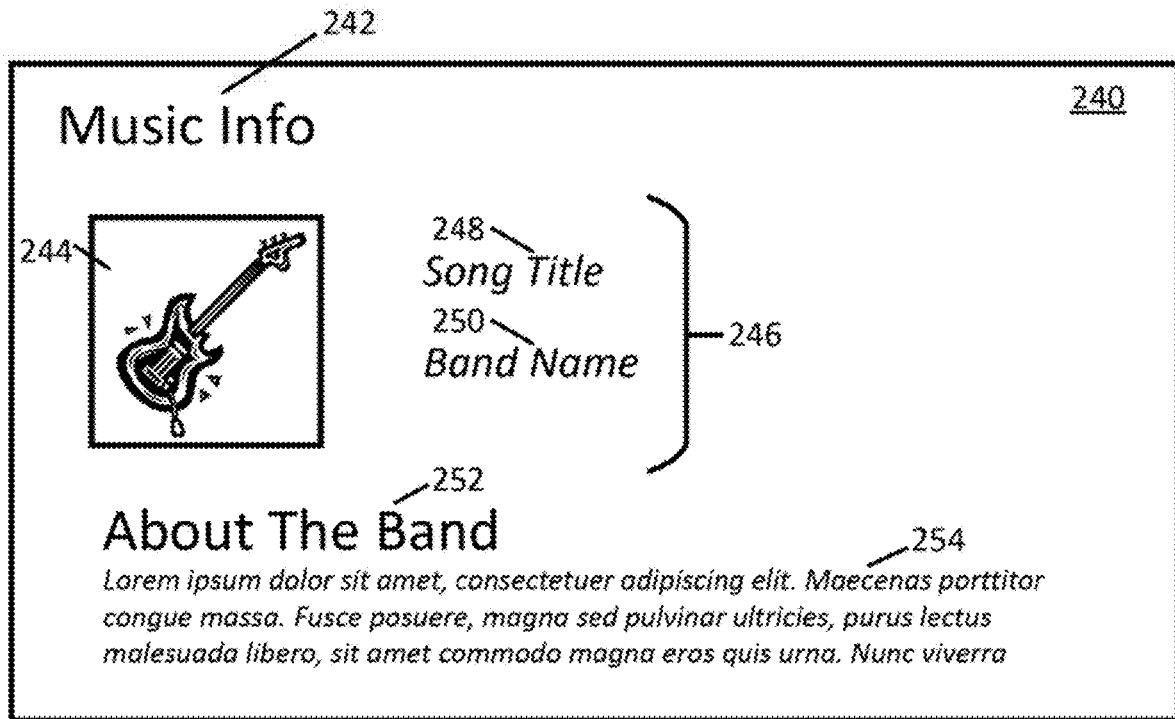 242
240
Music Info
244
248
Song Title
250
Band Name
246
252
About The Band
254
Lorem ipsum dolor sit amet, consectetuer adipiscing elit. Maecenas porttitor
congue massa. Fusce posuere, magna sed pulvinar ultricies, purus lectus
malesuada libero, sit amet commodo magna eros quis urna. Nunc viverra